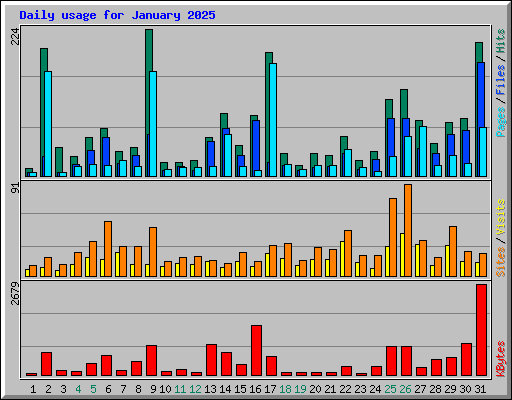 Daily usage for January 2025
224
Pages / Files / Hits
91
Sites / Visits
2679
KBytes
1 2 3 4 5 6 7 8 9 10 11 12 13 14 15 16 17 18 19 20 21 22 23 24 25 26 27 28 29 30 31